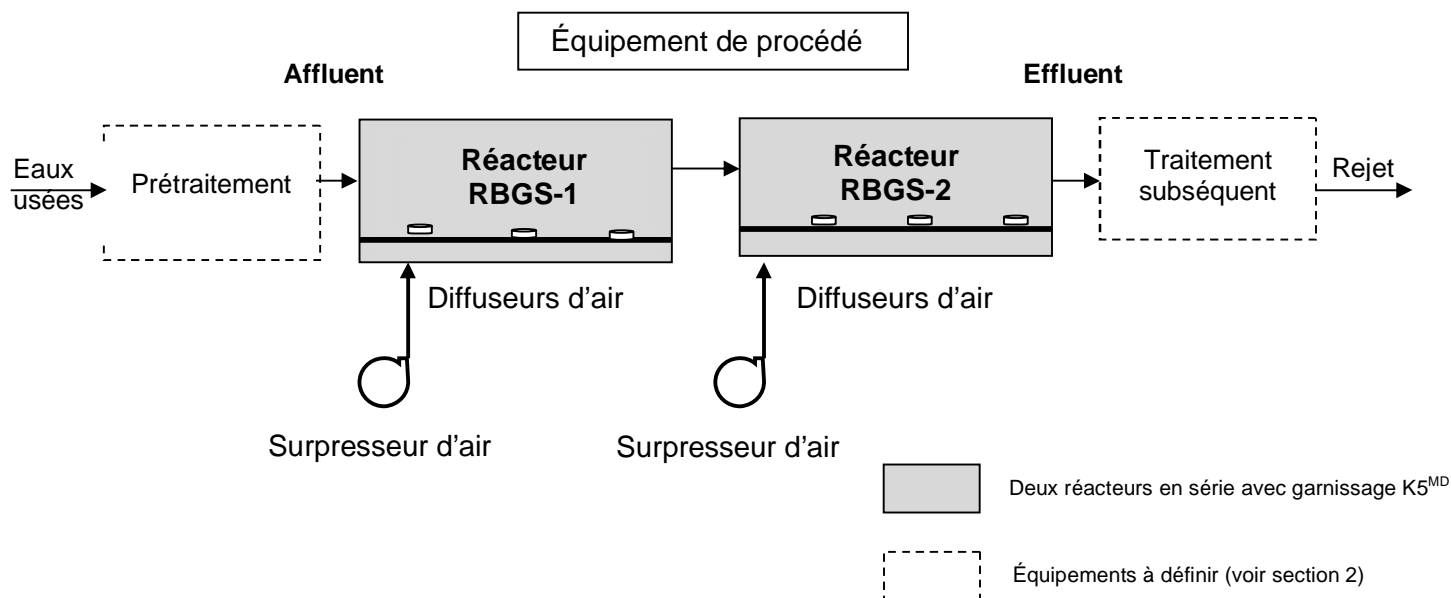 Équipement de procédé
Affluent
Effluent
Eaux
usées
Prétraitement
Réacteur
RBGS-1
Réacteur
RBGS-2
Traitement
subséquent
Rejet
Diffuseurs d'air
Diffuseurs d'air
Surpresseur d'air
Surpresseur d'air
Deux réacteurs en série avec garnissage K5MD
Équipements à définir (voir section 2)